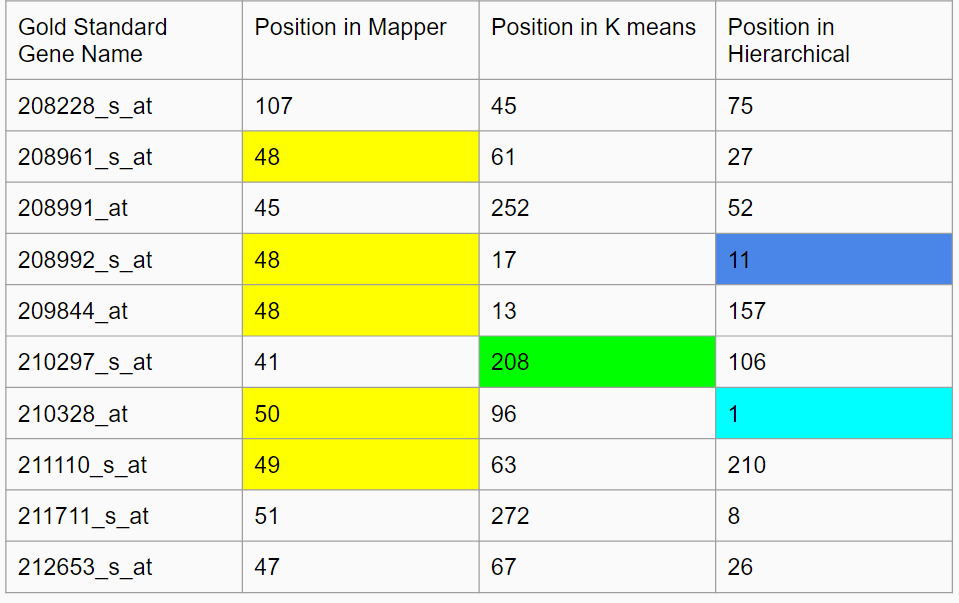 Gold Standard Gene Name Position in Mapper Position in K means Position in Hierarchical
208228_s_at 107 45 75
208961_s_at 48 61 27
208991_at 45 252 52
208992_s_at 48 17 11
209844_at 48 13 157
210297_s_at 41 208 106
210328_at 50 96 1
211110_s_at 49 63 210
211711_s_at 51 272 8
212653_s_at 47 67 26